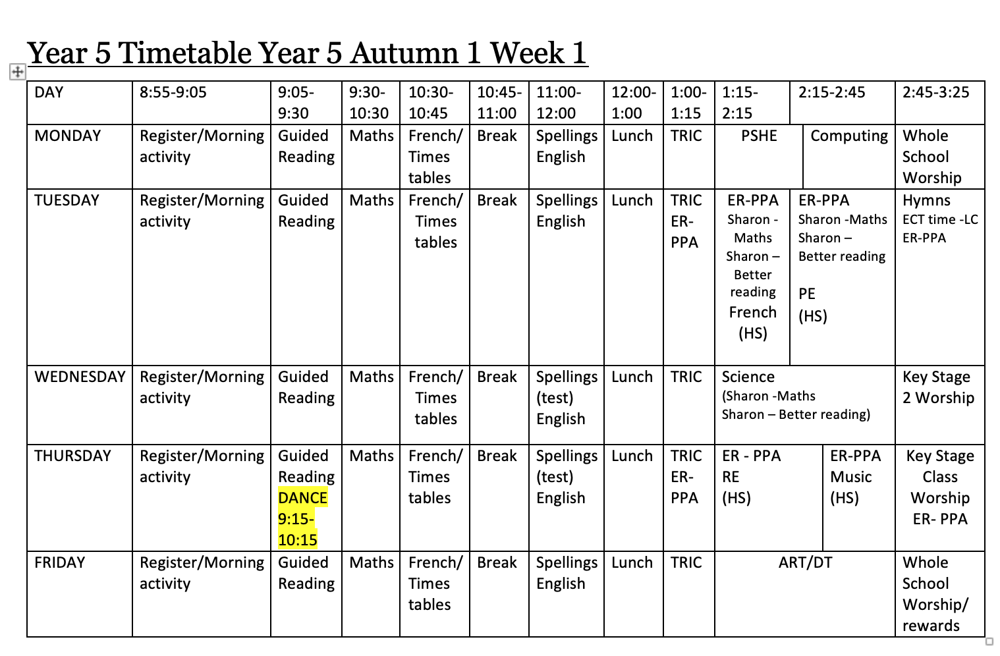 Year 5 Timetable Year 5 Autumn 1 Week 1
DAY
8:55-9:05
9:05-
9:30
9:30-
10:30
10:30-
10:45
10:45-
11:00
11:00-
12:00
12:00-
1:00
1:00-
1:15
1:15-
2:15
2:15-2:45
2:45-3:25
MONDAY
Register/Morning
activity
Guided
Reading
Maths
French/
Times
tables
Break
Spellings
English
Lunch
TRIC
PSHE
Computing
Whole
School
Worship
TUESDAY
Register/Morning
activity
Guided
Reading
Maths
French/
Times
tables
Break
Spellings
English
Lunch
TRIC
ER-
PPA
ER-PPA
Sharon -
Maths
Sharon –
Better
reading
French
(HS)
ER-PPA
Sharon -Maths
Sharon –
Better reading
PE
(HS)
Hymns
ECT time -LC
ER-PPA
WEDNESDAY
Register/Morning
activity
Guided
Reading
Maths
French/
Times
tables
Break
Spellings
(test)
English
Lunch
TRIC
Science
(Sharon -Maths
Sharon – Better reading)
Key Stage
2 Worship
THURSDAY
Register/Morning
activity
Guided
Reading
DANCE
9:15-
10:15
Maths
French/
Times
tables
Break
Spellings
(test)
English
Lunch
TRIC
ER-
PPA
ER - PPA
RE
(HS)
ER-PPA
Music
(HS)
Key Stage
Class
Worship
ER- PPA
FRIDAY
Register/Morning
activity
Guided
Reading
Maths
French/
Times
tables
Break
Spellings
English
Lunch
TRIC
ART/DT
Whole
School
Worship/
rewards